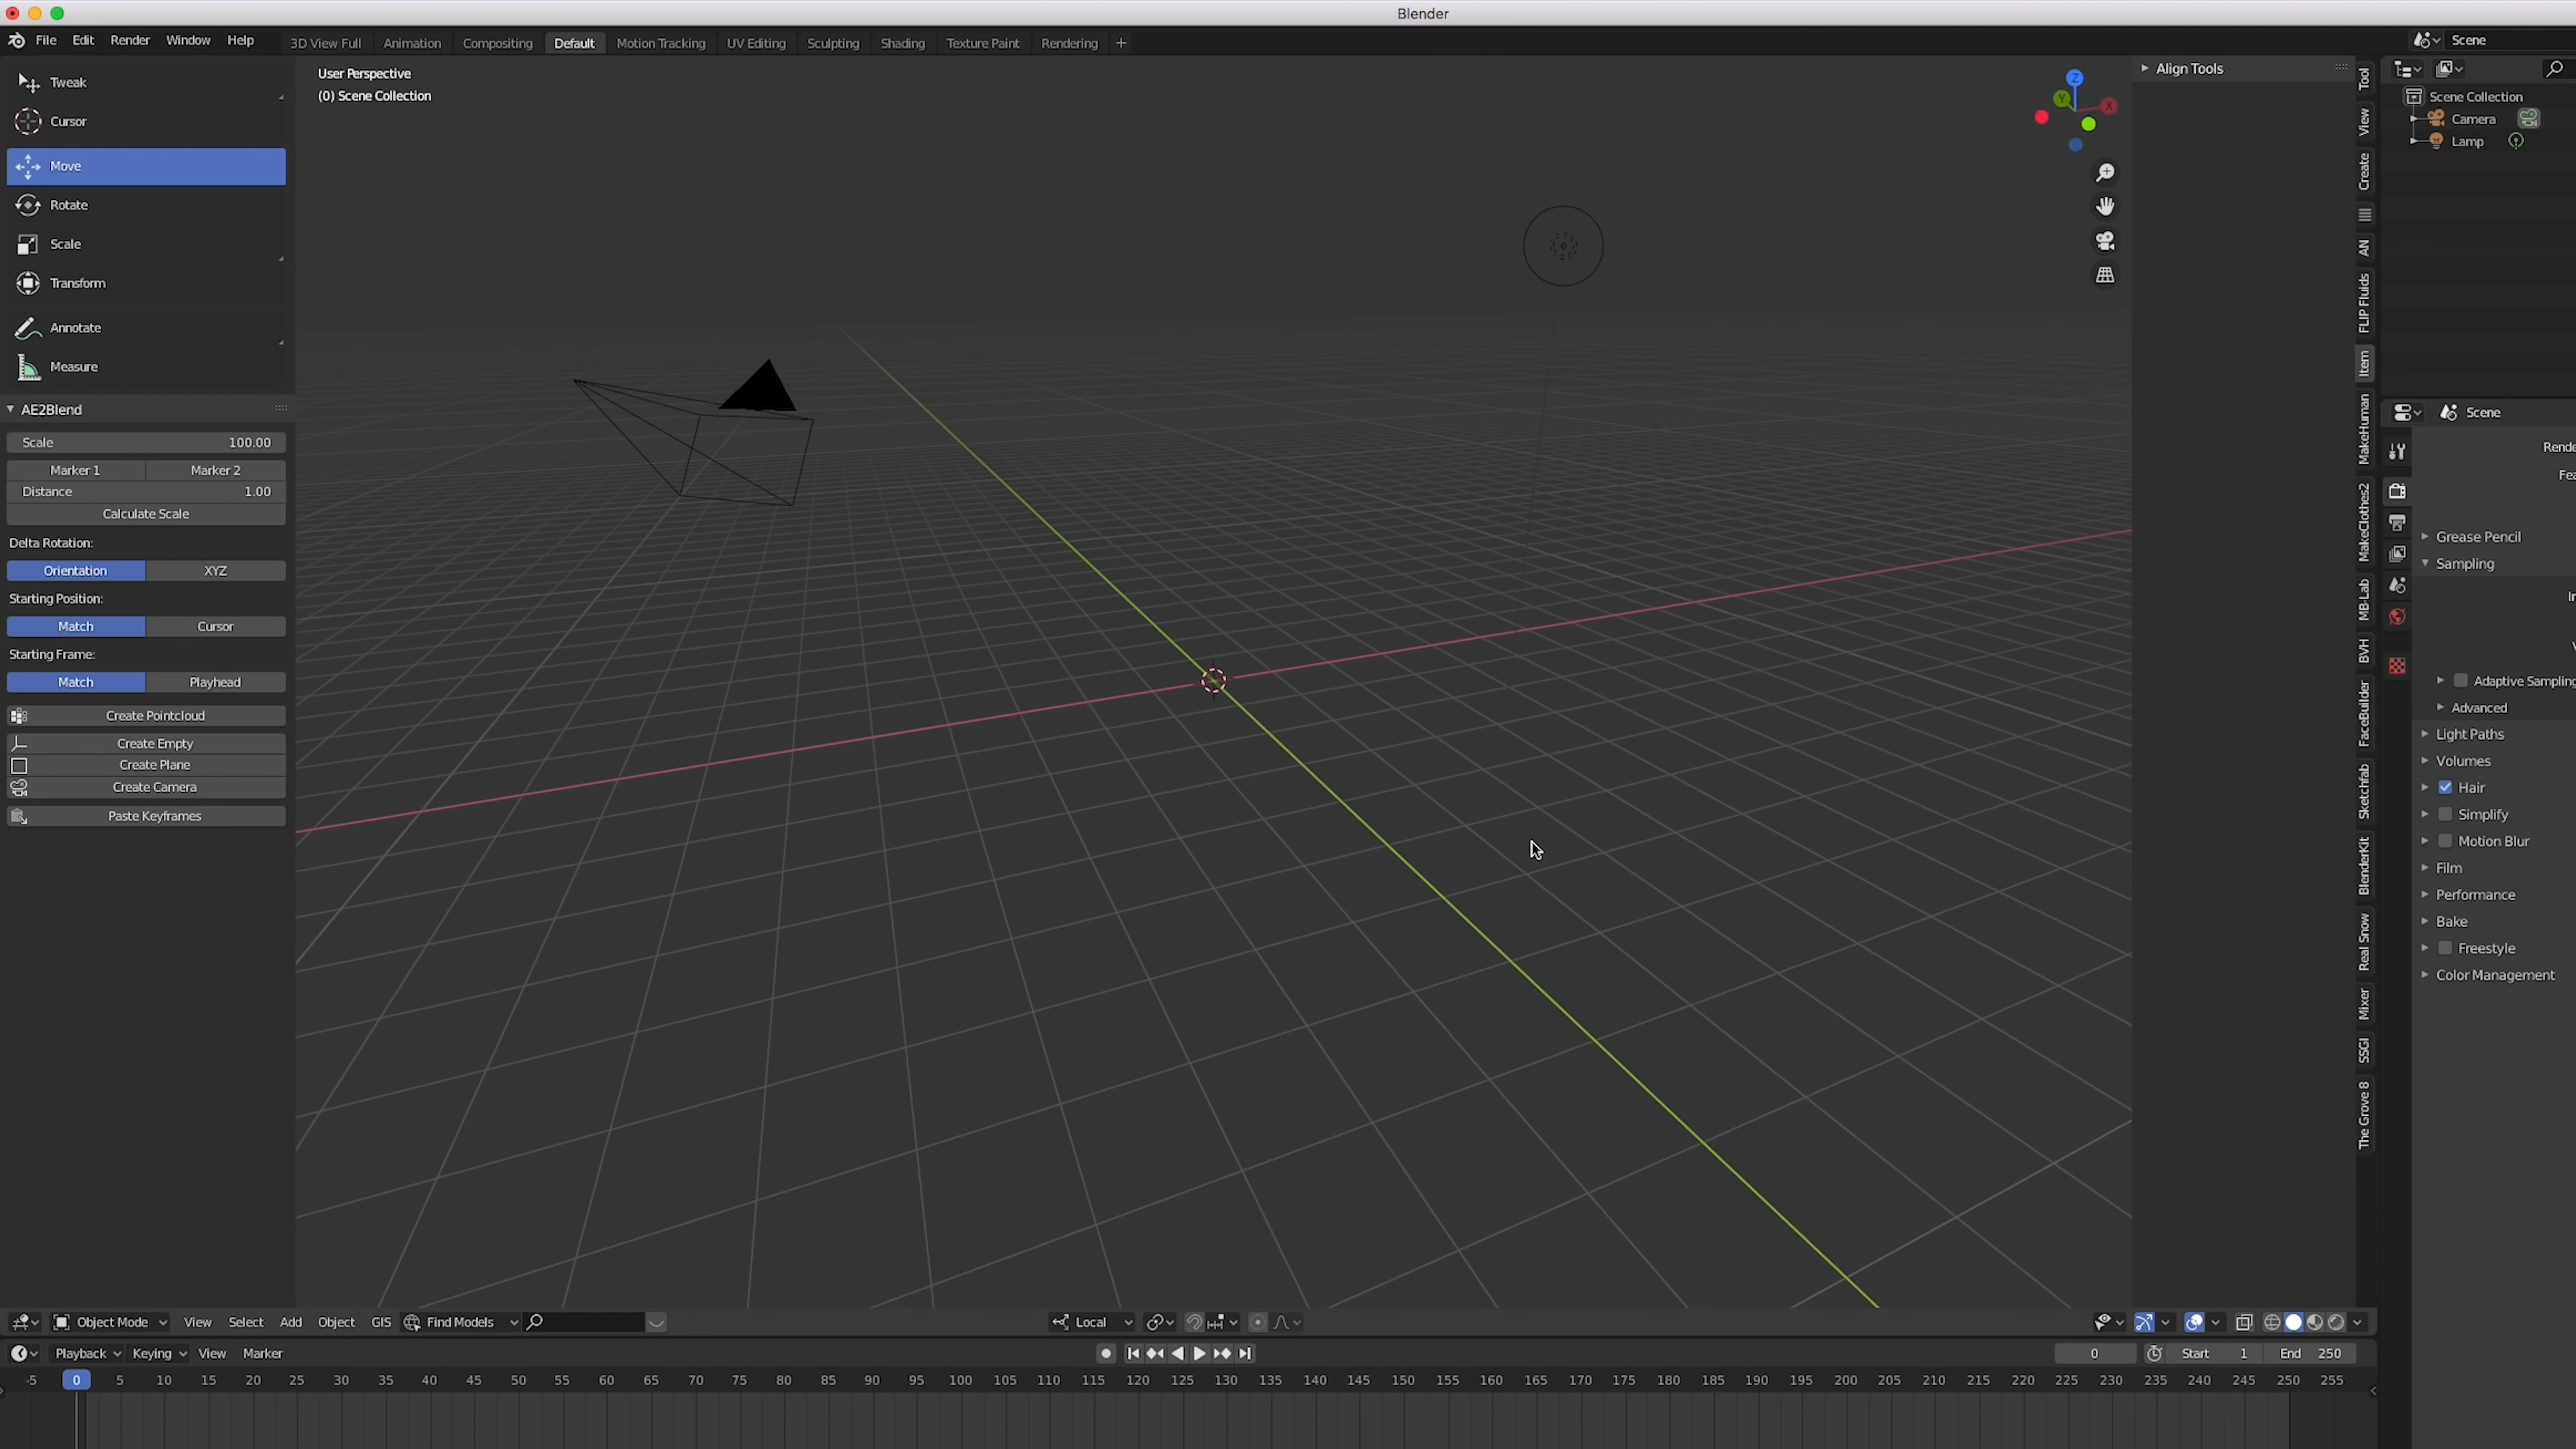 Blender
File Edit Render Window Help
3D View Full Animation Compositing Default Motion Tracking UV Editing Sculpting Shading Texture Paint Rendering +
Scene
Tweak
Cursor
Move
Rotate
Scale
Transform
Annotate
Measure
AE2Blend
Scale 100.00
Marker 1 Marker 2
Distance 1.00
Calculate Scale
Delta Rotation:
Orientation XYZ
Starting Position:
Match Cursor
Starting Frame:
Match Playhead
Create Pointcloud
Create Empty
Create Plane
Create Camera
Paste Keyframes
User Perspective
(0) Scene Collection
Z
Y
X
Align Tools
Tool
View
Create
AN
FLIP Fluids
Item
MakeHuman
MakeClothes2
MB-Lab
BVH
FaceBuilder
Sketchfab
BlenderKit
Real Snow
Mixer
SSGI
The Grove 8
Scene Collection
Camera
Lamp
Scene
Rende
Fea
Grease Pencil
Sampling
Adaptive Sampling
Advanced
Light Paths
Volumes
Hair
Simplify
Motion Blur
Film
Performance
Bake
Freestyle
Color Management
Object Mode View Select Add Object GIS Find Models Local
Playback Keying View Marker 0 Start 1 End 250
-5 0 5 10 15 20 25 30 35 40 45 50 55 60 65 70 75 80 85 90 95 100 105 110 115 120 125 130 135 140 145 150 155 160 165 170 175 180 185 190 195 200 205 210 215 220 225 230 235 240 245 250 255